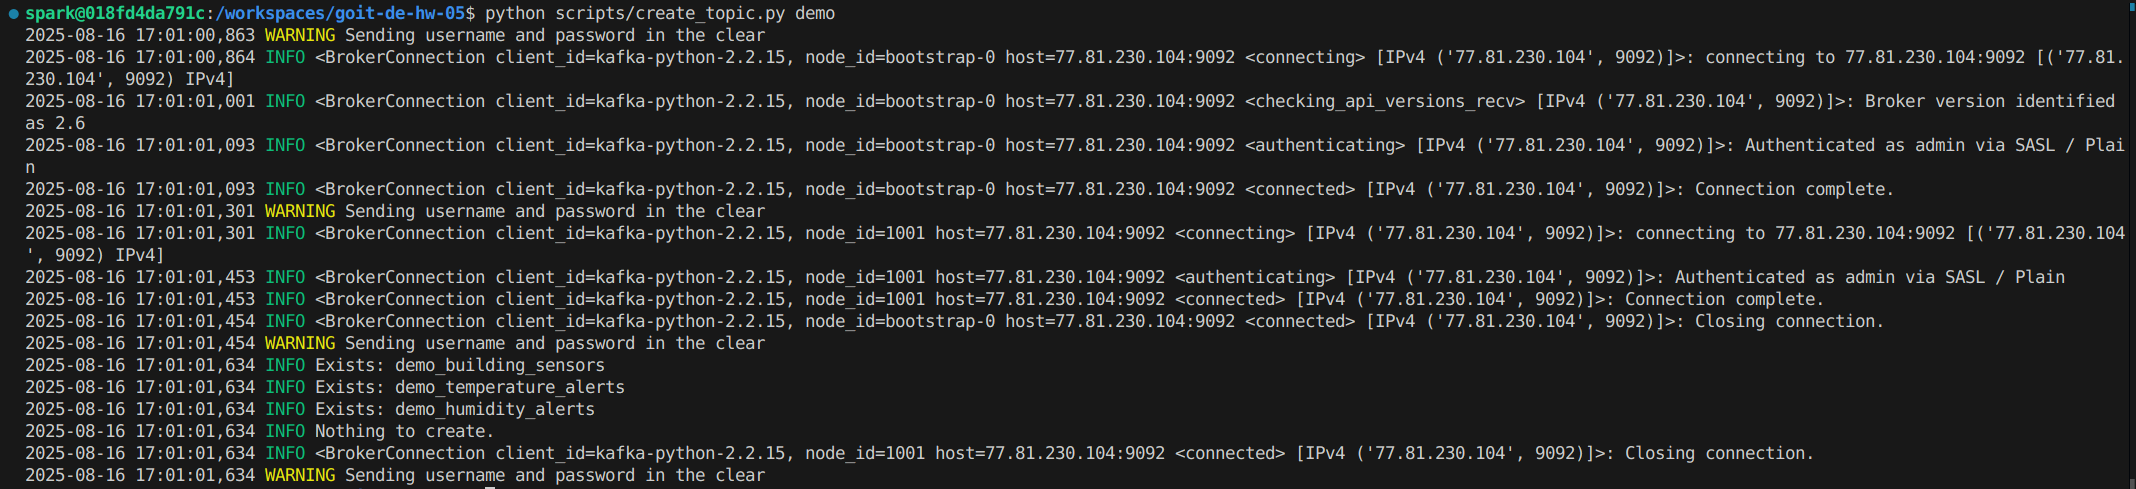 spark@018fd4da791c:/workspaces/goit-de-hw-05$ python scripts/create_topic.py demo
2025-08-16 17:01:00,863 WARNING Sending username and password in the clear
2025-08-16 17:01:00,864 INFO <BrokerConnection client_id=kafka-python-2.2.15, node_id=bootstrap-0 host=77.81.230.104:9092 <connecting> [IPv4 ('77.81.230.104', 9092)]>: connecting to 77.81.230.104:9092 [('77.81.
230.104', 9092) IPv4]
2025-08-16 17:01:01,001 INFO <BrokerConnection client_id=kafka-python-2.2.15, node_id=bootstrap-0 host=77.81.230.104:9092 <checking_api_versions_recv> [IPv4 ('77.81.230.104', 9092)]>: Broker version identified
as 2.6
2025-08-16 17:01:01,093 INFO <BrokerConnection client_id=kafka-python-2.2.15, node_id=bootstrap-0 host=77.81.230.104:9092 <authenticating> [IPv4 ('77.81.230.104', 9092)]>: Authenticated as admin via SASL / Plai
n
2025-08-16 17:01:01,093 INFO <BrokerConnection client_id=kafka-python-2.2.15, node_id=bootstrap-0 host=77.81.230.104:9092 <connected> [IPv4 ('77.81.230.104', 9092)]>: Connection complete.
2025-08-16 17:01:01,301 WARNING Sending username and password in the clear
2025-08-16 17:01:01,301 INFO <BrokerConnection client_id=kafka-python-2.2.15, node_id=1001 host=77.81.230.104:9092 <connecting> [IPv4 ('77.81.230.104', 9092)]>: connecting to 77.81.230.104:9092 [('77.81.230.104
', 9092) IPv4]
2025-08-16 17:01:01,453 INFO <BrokerConnection client_id=kafka-python-2.2.15, node_id=1001 host=77.81.230.104:9092 <authenticating> [IPv4 ('77.81.230.104', 9092)]>: Authenticated as admin via SASL / Plain
2025-08-16 17:01:01,453 INFO <BrokerConnection client_id=kafka-python-2.2.15, node_id=1001 host=77.81.230.104:9092 <connected> [IPv4 ('77.81.230.104', 9092)]>: Connection complete.
2025-08-16 17:01:01,454 INFO <BrokerConnection client_id=kafka-python-2.2.15, node_id=bootstrap-0 host=77.81.230.104:9092 <connected> [IPv4 ('77.81.230.104', 9092)]>: Closing connection.
2025-08-16 17:01:01,454 WARNING Sending username and password in the clear
2025-08-16 17:01:01,634 INFO Exists: demo_building_sensors
2025-08-16 17:01:01,634 INFO Exists: demo_temperature_alerts
2025-08-16 17:01:01,634 INFO Exists: demo_humidity_alerts
2025-08-16 17:01:01,634 INFO Nothing to create.
2025-08-16 17:01:01,634 INFO <BrokerConnection client_id=kafka-python-2.2.15, node_id=1001 host=77.81.230.104:9092 <connected> [IPv4 ('77.81.230.104', 9092)]>: Closing connection.
2025-08-16 17:01:01,634 WARNING Sending username and password in the clear